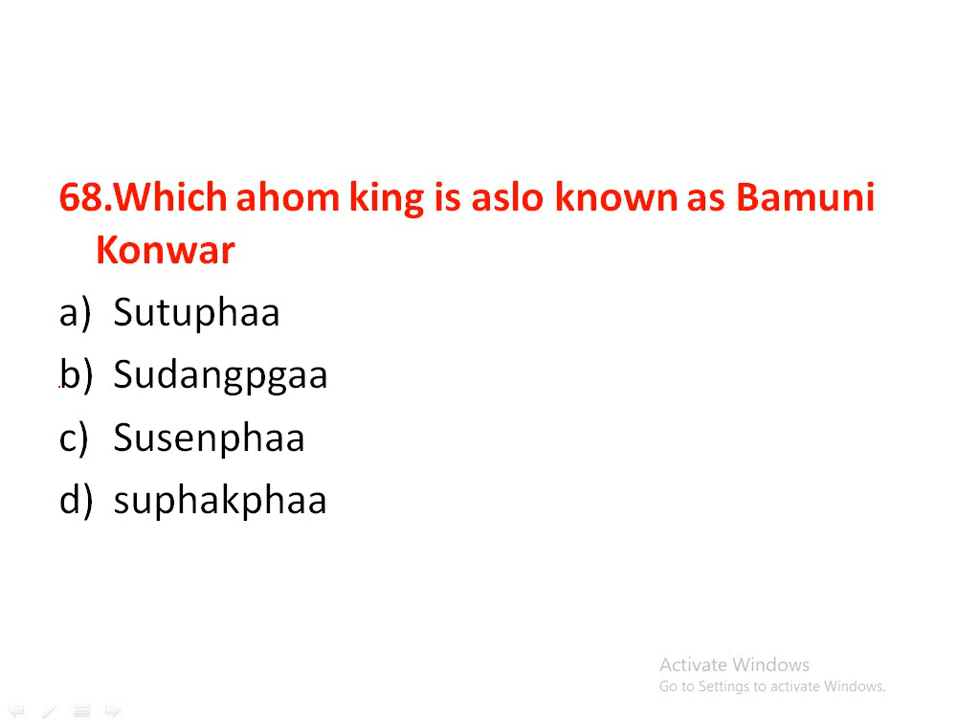 68.Which ahom king is aslo known as Bamuni
Konwar
a) Sutuphaa
b) Sudangpgaa
c) Susenphaa
d) suphakphaa
Activate Windows
Go to Settings to activate Windows.